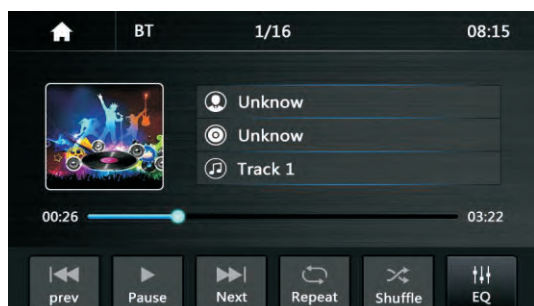 BT 1/16 08:15
Unknow
Unknow
Track 1
00:26 03:22
prev Pause Next Repeat Shuffle EQ